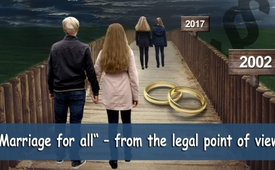 2017
2002
Marriage for all“ - from the legal point of view